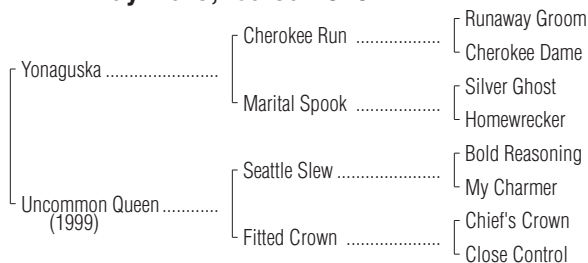 Runaway Groom
Cherokee Run ...................
Cherokee Dame
Yonaguska .........................
Silver Ghost
Marital Spook ...................
Homewrecker
Bold Reasoning
Seattle Slew ......................
My Charmer
Uncommon Queen ............
(1999)
Chief's Crown
Fitted Crown .....................
Close Control